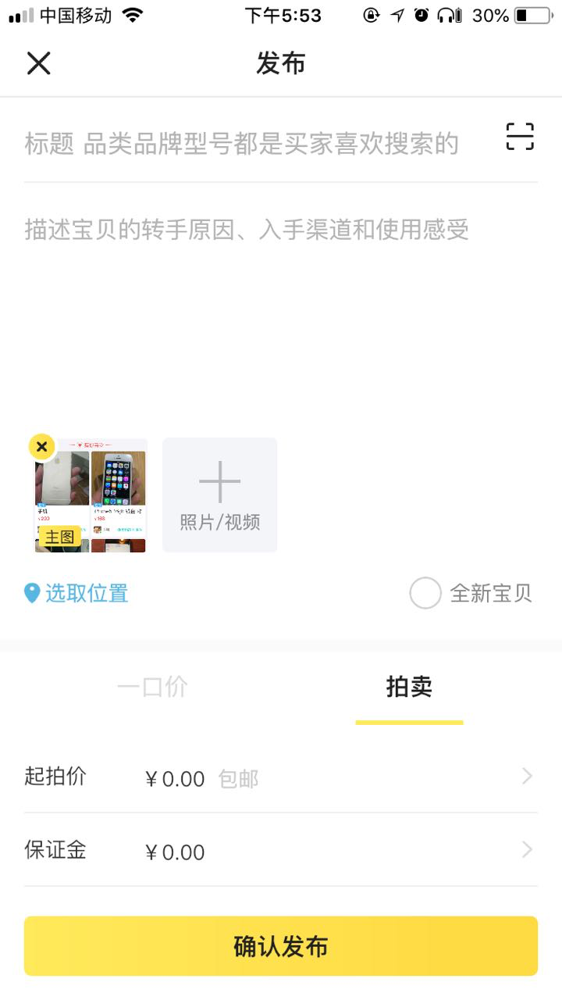 中国移动
下午5:53
30%
发布
标题 品类品牌型号都是买家喜欢搜索的
描述宝贝的转手原因、入手渠道和使用感受
手机
¥200
¥168
主图
照片/视频
选取位置
全新宝贝
一口价
拍卖
起拍价
¥0.00 包邮
保证金
¥0.00
确认发布